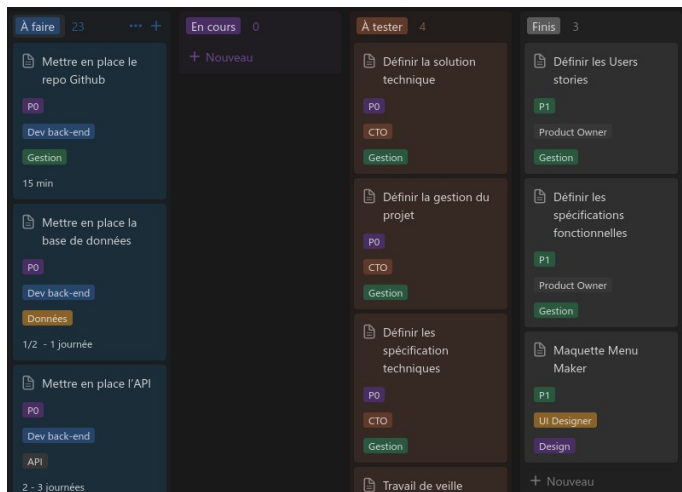 À faire 23 ··· +
Mettre en place le
repo Github
P0
Dev back-end
Gestion
15 min
Mettre en place la
base de données
P0
Dev back-end
Données
1/2 - 1 journée
Mettre en place l'API
P0
Dev back-end
API
2 - 3 journées
En cours 0
+ Nouveau
À tester 4
Définir la solution
technique
P0
CTO
Gestion
Définir la gestion du
projet
P0
CTO
Gestion
Définir les
spécification
techniques
P0
CTO
Gestion
Travail de veille
Finis 3
Définir les Users
stories
P1
Product Owner
Gestion
Définir les
spécifications
fonctionnelles
P1
Product Owner
Gestion
Maquette Menu
Maker
P1
UI Designer
Design
+ Nouveau